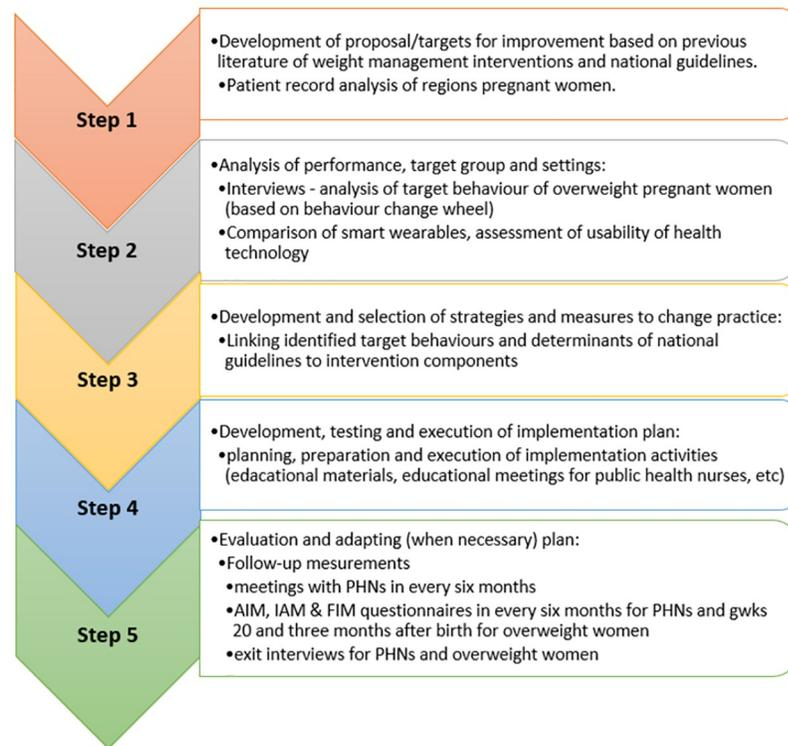 Step 1
•Development of proposal/targets for improvement based on previous
literature of weight management interventions and national guidelines.
•Patient record analysis of regions pregnant women.
Step 2
•Analysis of performance, target group and settings:
•Interviews - analysis of target behaviour of overweight pregnant women
(based on behaviour change wheel)
•Comparison of smart wearables, assessment of usability of health
technology
Step 3
•Development and selection of strategies and measures to change practice:
•Linking identified target behaviours and determinants of national
guidelines to intervention components
Step 4
•Development, testing and execution of implementation plan:
•planning, preparation and execution of implementation activities
(edacational materials, educational meetings for public health nurses, etc)
Step 5
•Evaluation and adapting (when necessary) plan:
•Follow-up mesurements
•meetings with PHNs in every six months
•AIM, IAM & FIM questionnaires in every six months for PHNs and gwks
20 and three months after birth for overweight women
•exit interviews for PHNs and overweight women